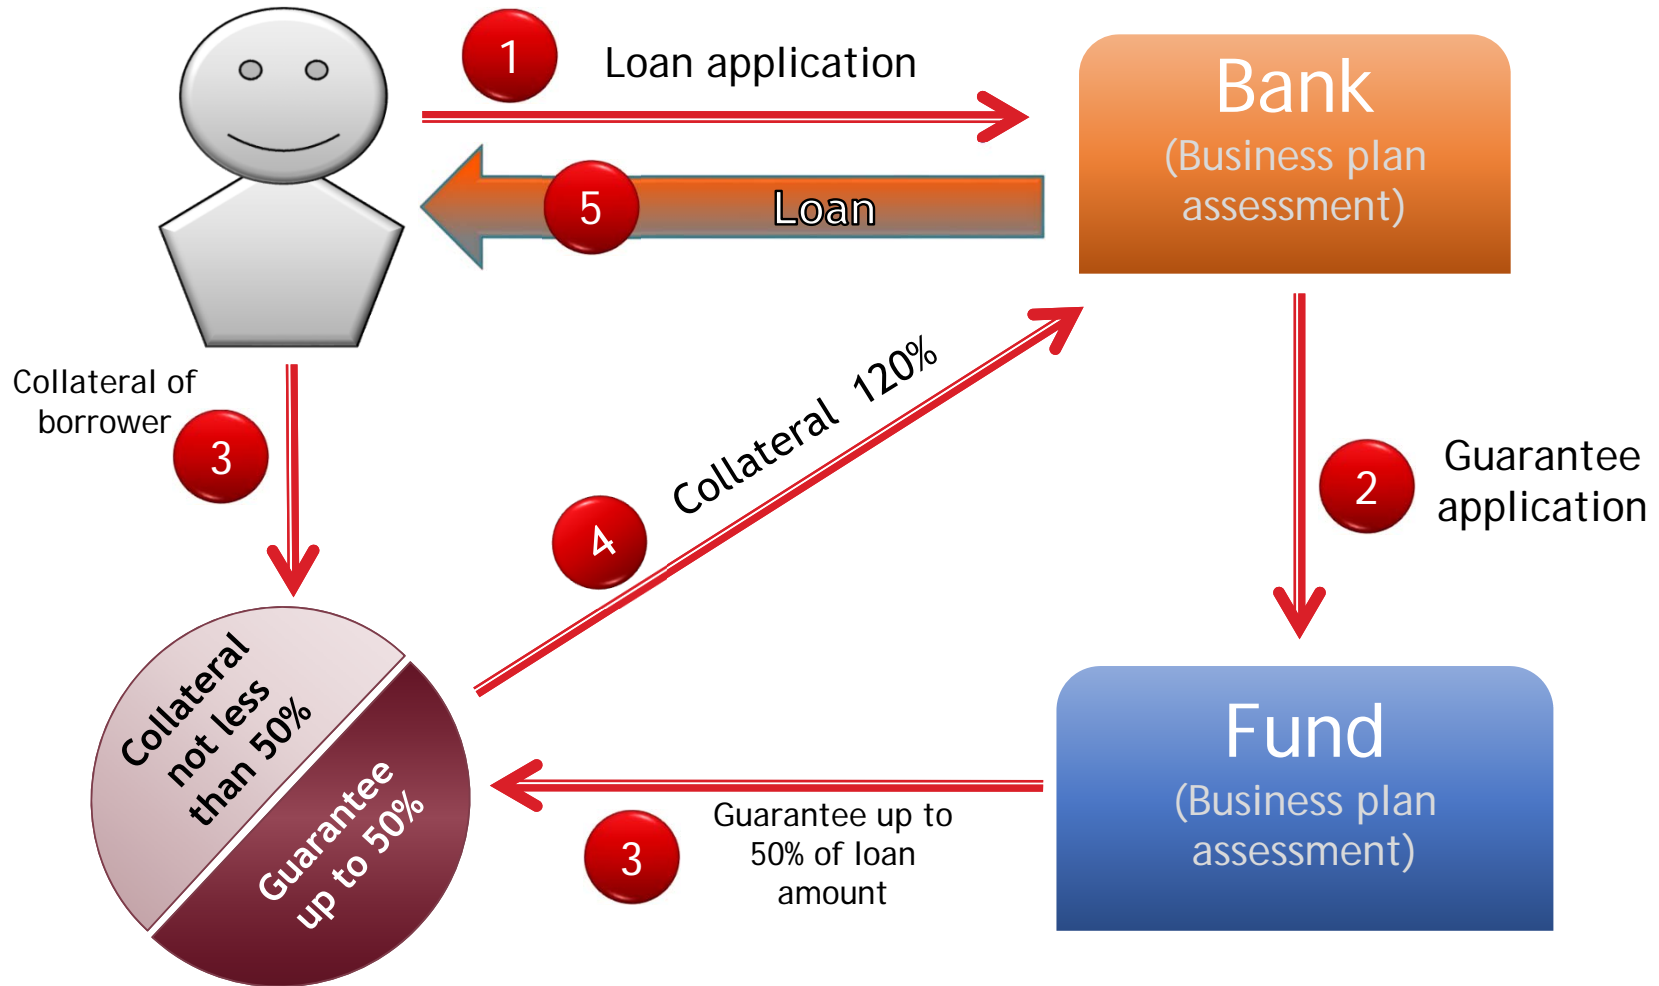 1
Loan application
Bank
(Business plan
assessment)
5
Loan
Collateral of
borrower
3
Collateral 120%
4
2
Guarantee
application
Collateral
not less
than 50%
Guarantee
up to 50%
3
Guarantee up to
50% of loan
amount
Fund
(Business plan
assessment)